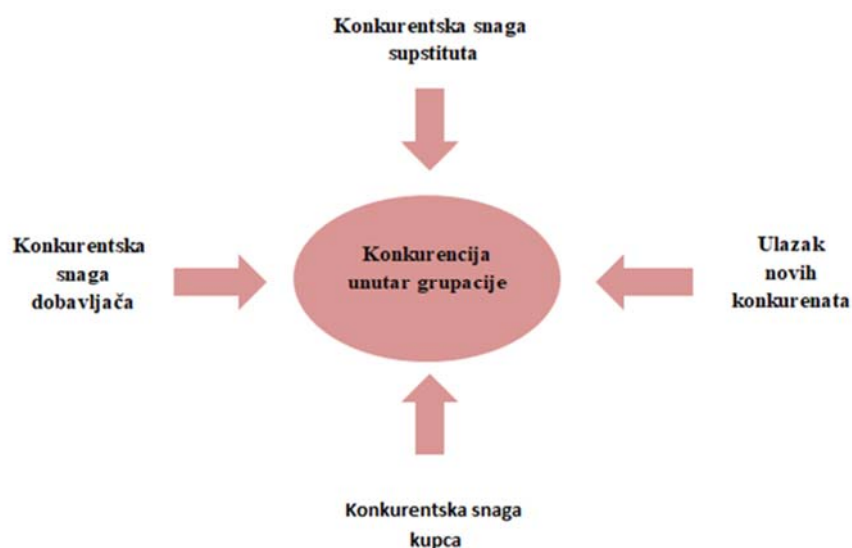 Konkurentska snaga
supstituta
Konkurentska
snaga
dobavljača
Konkurencija
unutar grupacije
Ulazak
novih
konkurenata
Konkurentska snaga
kupca